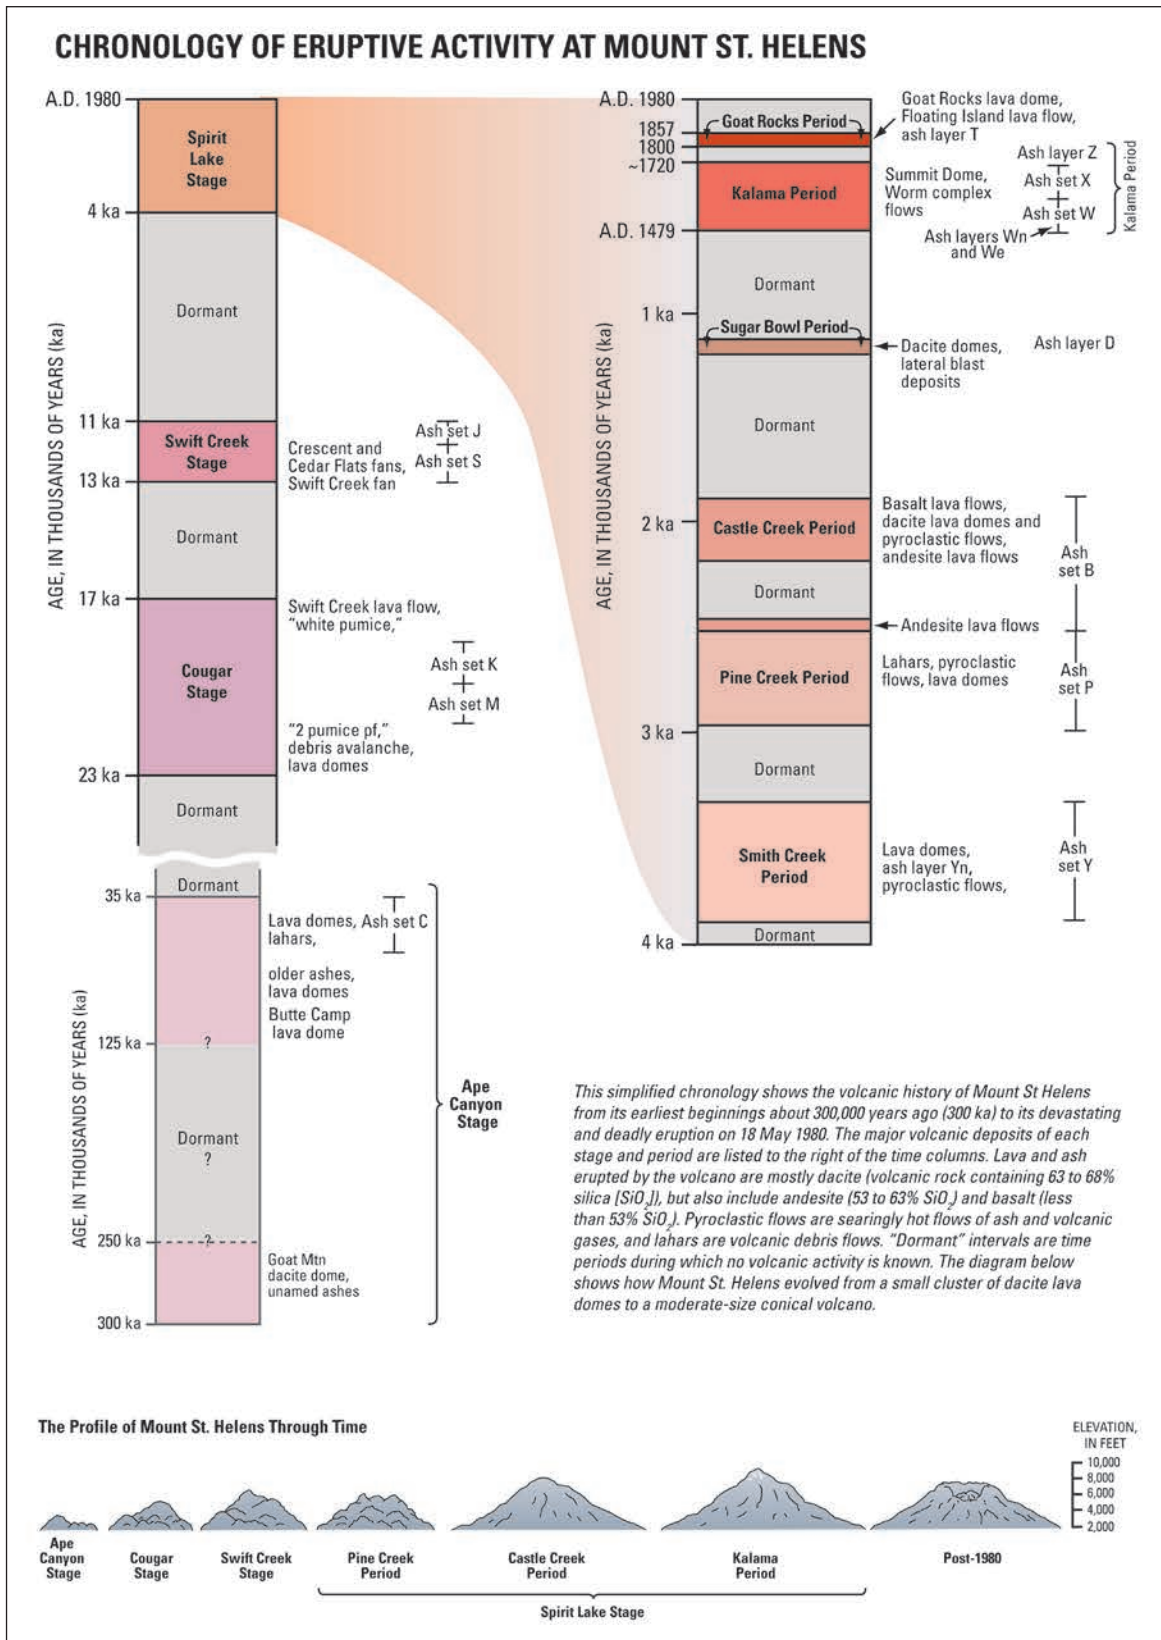 CHRONOLOGY OF ERUPTIVE ACTIVITY AT MOUNT ST. HELENS
A.D. 1980
Spirit
Lake
Stage
4 ka
Dormant
11 ka
Swift Creek
Stage
13 ka
Dormant
17 ka
Cougar
Stage
23 ka
Dormant
AGE, IN THOUSANDS OF YEARS (ka)
Crescent and
Cedar Flats fans,
Swift Creek fan
Ash set J
Ash set S
Swift Creek lava flow,
"white pumice,"
Ash set K
Ash set M
"2 pumice pf,"
debris avalanche,
lava domes
Dormant
35 ka
125 ka
?
Dormant
?
250 ka
?
300 ka
AGE, IN THOUSANDS OF YEARS (ka)
Lava domes,
lahars,
Ash set C
older ashes,
lava domes
Butte Camp
lava dome
Goat Mtn
dacite dome,
unamed ashes
Ape
Canyon
Stage
A.D. 1980
1857
Goat Rocks Period
1800
~1720
Kalama Period
A.D. 1479
Dormant
1 ka
Sugar Bowl Period
Dormant
2 ka
Castle Creek Period
Dormant
Pine Creek Period
3 ka
Dormant
Smith Creek
Period
Dormant
4 ka
AGE, IN THOUSANDS OF YEARS (ka)
Goat Rocks lava dome,
Floating Island lava flow,
ash layer T
Summit Dome,
Worm complex
flows
Ash layer Z
Ash set X
Ash set W
Ash layers Wn
and We
Kalama Period
Dacite domes,
lateral blast
deposits
Ash layer D
Basalt lava flows,
dacite lava domes and
pyroclastic flows,
andesite lava flows
Ash
set B
Andesite lava flows
Lahars, pyroclastic
flows, lava domes
Ash
set P
Lava domes,
ash layer Yn,
pyroclastic flows,
Ash
set Y
This simplified chronology shows the volcanic history of Mount St Helens
from its earliest beginnings about 300,000 years ago (300 ka) to its devastating
and deadly eruption on 18 May 1980. The major volcanic deposits of each
stage and period are listed to the right of the time columns. Lava and ash
erupted by the volcano are mostly dacite (volcanic rock containing 63 to 68%
silica [SiO₂]), but also include andesite (53 to 63% SiO₂) and basalt (less
than 53% SiO₂). Pyroclastic flows are searingly hot flows of ash and volcanic
gases, and lahars are volcanic debris flows. "Dormant" intervals are time
periods during which no volcanic activity is known. The diagram below
shows how Mount St. Helens evolved from a small cluster of dacite lava
domes to a moderate-size conical volcano.
The Profile of Mount St. Helens Through Time
ELEVATION,
IN FEET
10,000
8,000
6,000
4,000
2,000
Ape
Canyon
Stage
Cougar
Stage
Swift Creek
Stage
Pine Creek
Period
Castle Creek
Period
Kalama
Period
Post-1980
Spirit Lake Stage